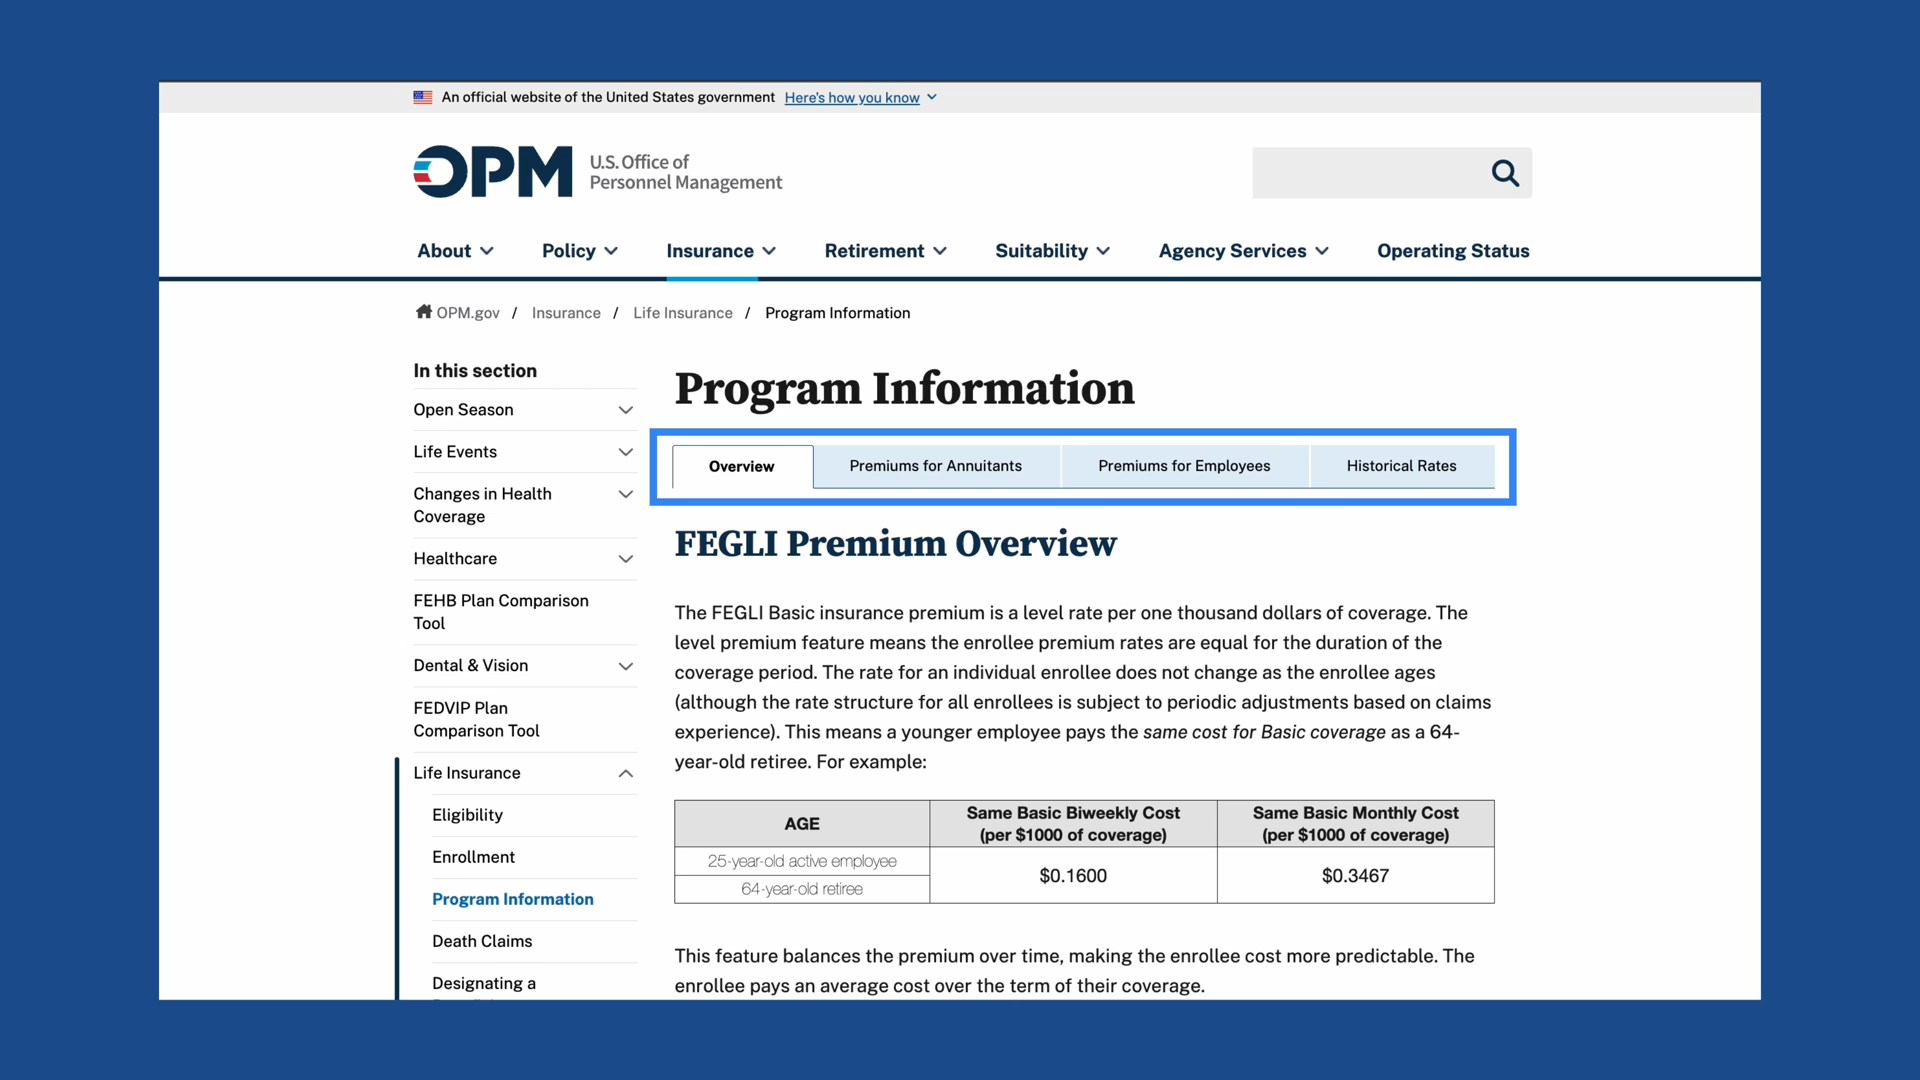 An official website of the United States government Here's how you know
OPM U.S. Office of
Personnel Management
About Policy Insurance Retirement Suitability Agency Services Operating Status
OPM.gov / Insurance / Life Insurance / Program Information
In this section
Open Season
Life Events
Changes in Health
Coverage
Healthcare
FEHB Plan Comparison
Tool
Dental & Vision
FEDVIP Plan
Comparison Tool
Life Insurance
Eligibility
Enrollment
Program Information
Death Claims
Designating a
Program Information
Overview Premiums for Annuitants Premiums for Employees Historical Rates
FEGLI Premium Overview
The FEGLI Basic insurance premium is a level rate per one thousand dollars of coverage. The
level premium feature means the enrollee premium rates are equal for the duration of the
coverage period. The rate for an individual enrollee does not change as the enrollee ages
(although the rate structure for all enrollees is subject to periodic adjustments based on claims
experience). This means a younger employee pays the same cost for Basic coverage as a 64-
year-old retiree. For example:
AGE
Same Basic Biweekly Cost
(per $1000 of coverage)
Same Basic Monthly Cost
(per $1000 of coverage)
25-year-old active employee
64-year-old retiree
$0.1600
$0.3467
This feature balances the premium over time, making the enrollee cost more predictable. The
enrollee pays an average cost over the term of their coverage.